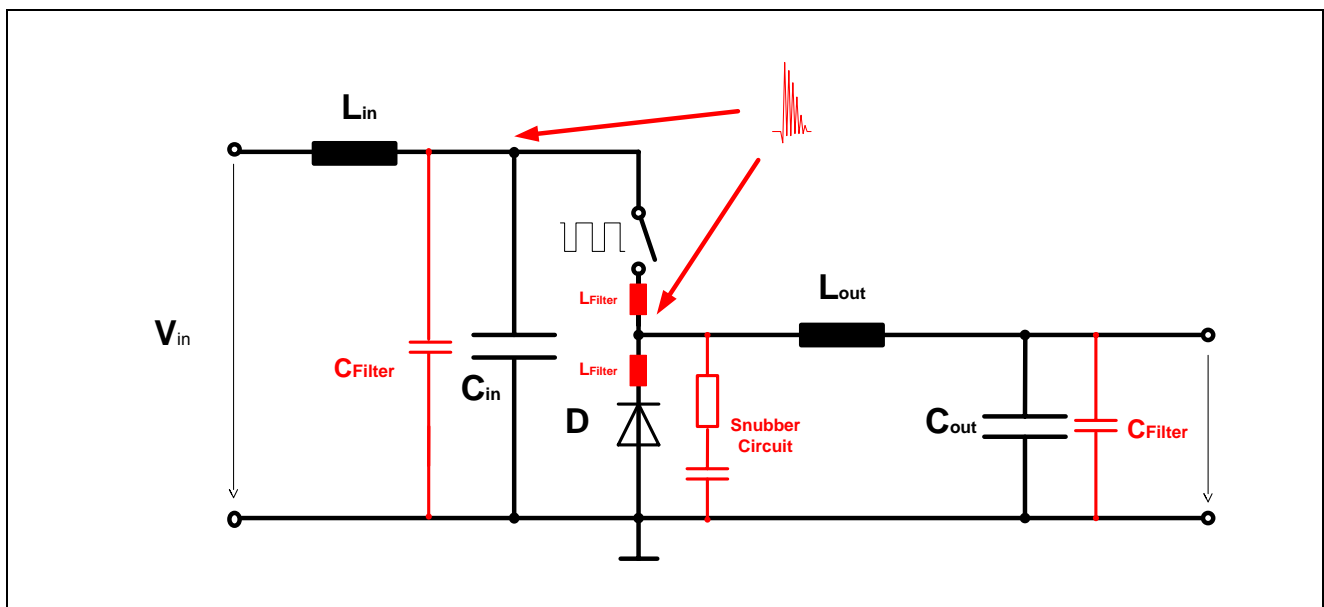 Lin
LFilter
Lout
Vin
CFilter
Cin
LFilter
D
Snubber
Circuit
Cout
CFilter